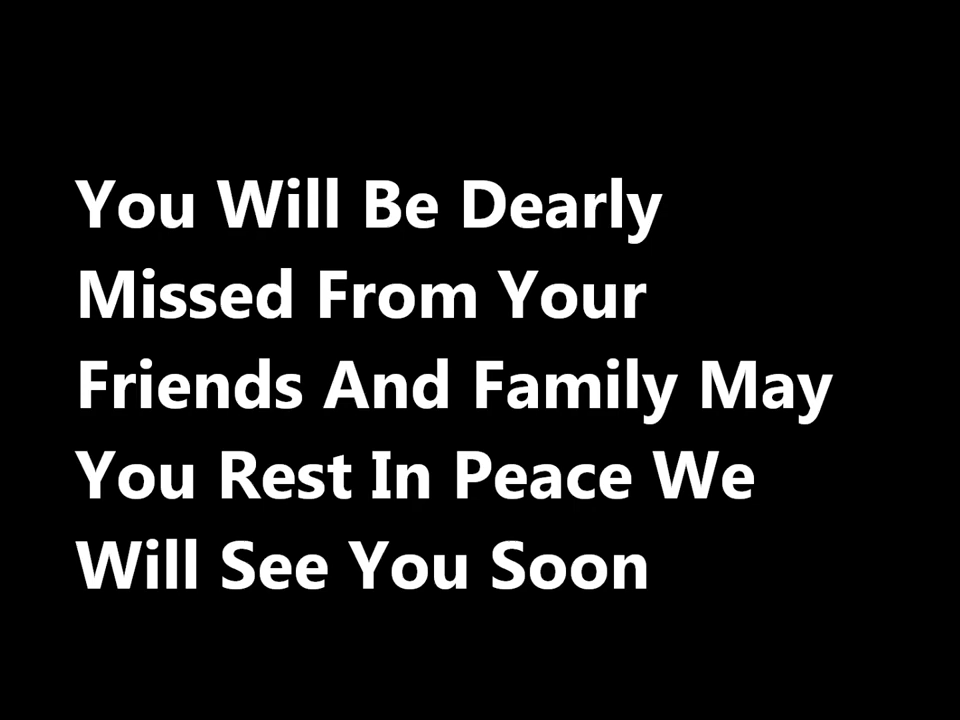 You Will Be Dearly
Missed From Your
Friends And Family May
You Rest In Peace We
Will See You Soon